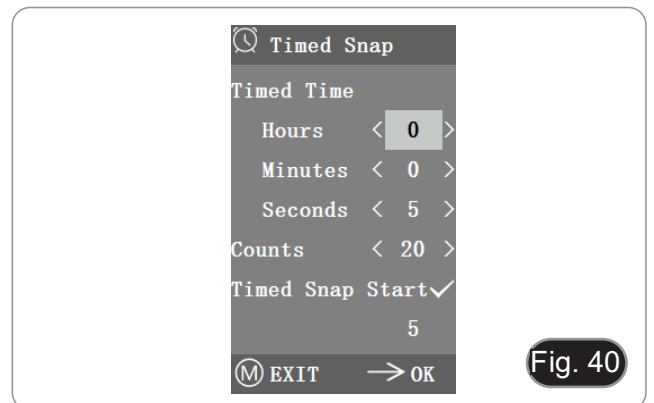 Timed Snap
Timed Time
Hours < 0 >
Minutes < 0 >
Seconds < 5 >
Counts < 20 >
Timed Snap Start✓
5
Ⓜ EXIT → OK
Fig. 40